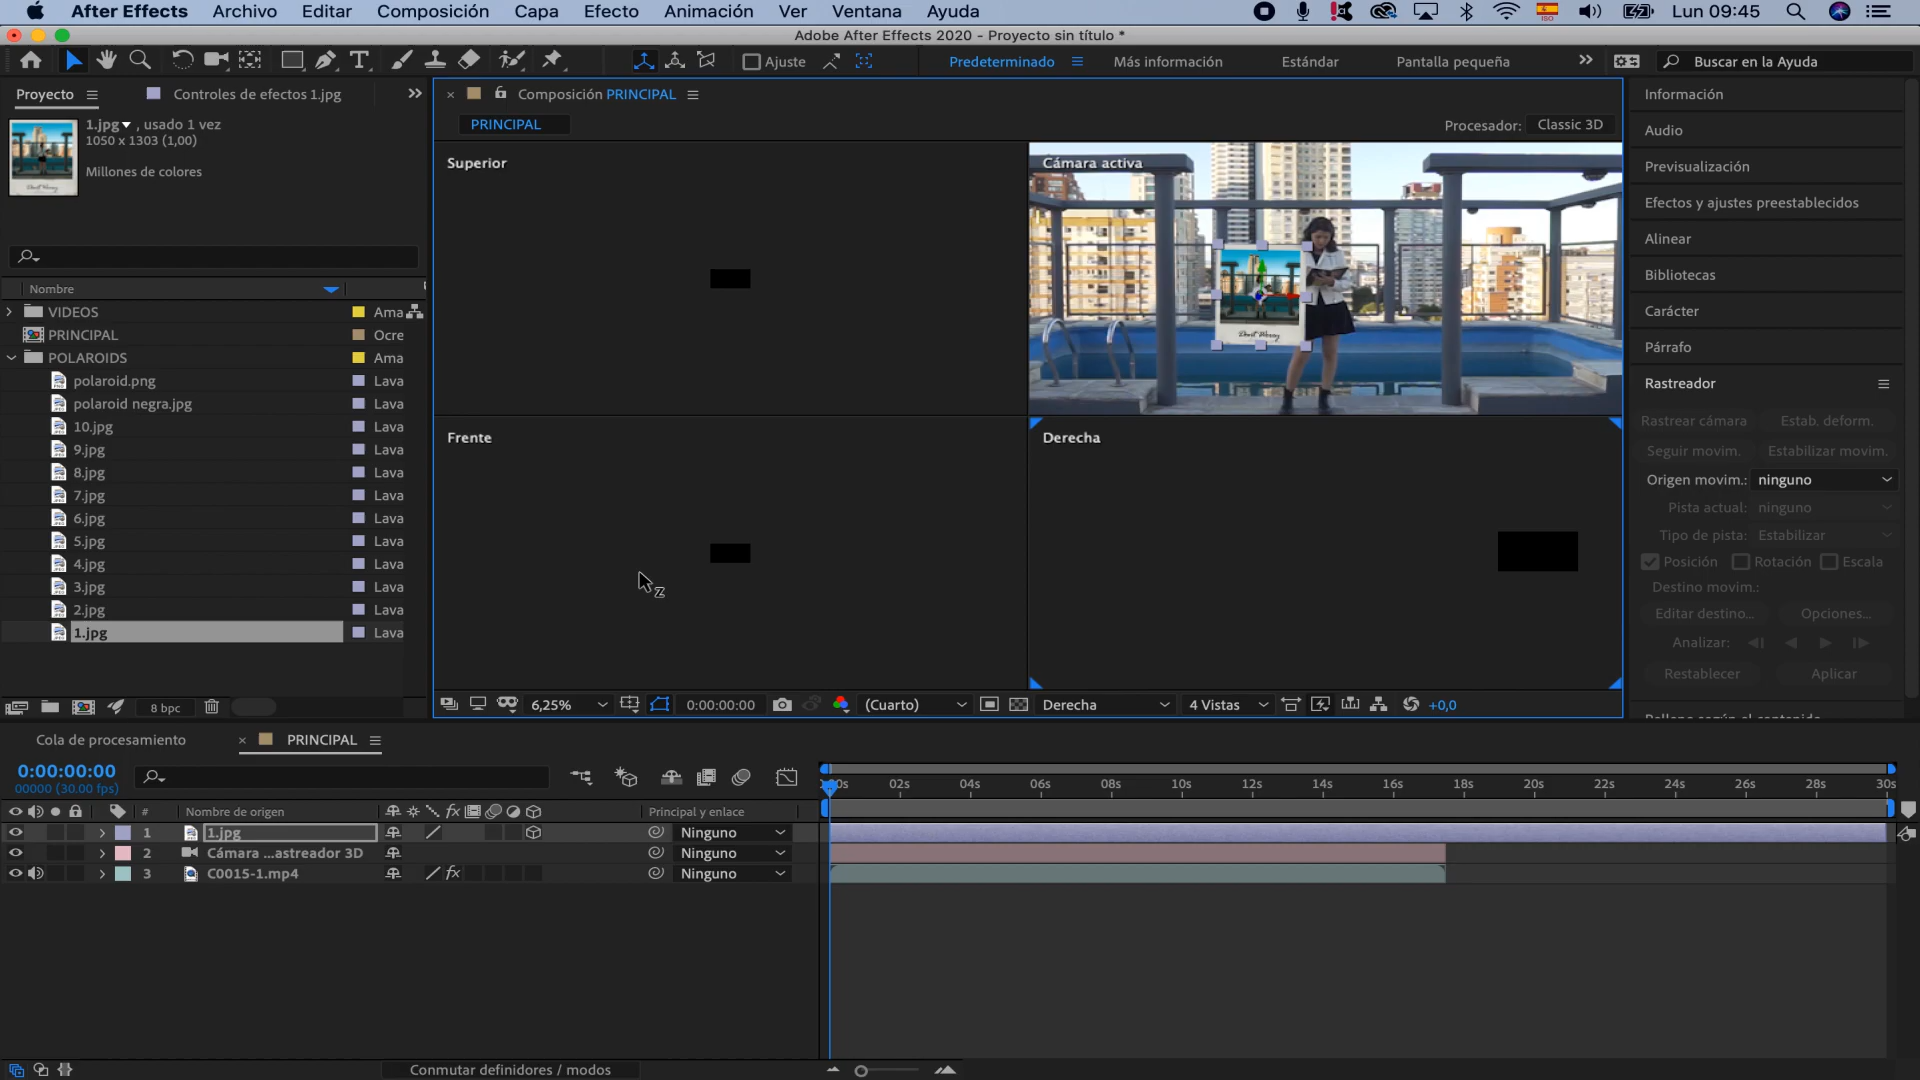 After Effects Archivo Editar Composición Capa Efecto Animación Ver Ventana Ayuda
ISO
Lun 09:45
Adobe After Effects 2020 - Proyecto sin título *
Ajuste
Predeterminado Más información Estándar Pantalla pequeña
Buscar en la Ayuda
Proyecto Controles de efectos 1.jpg
1.jpg , usado 1 vez
1050 x 1303 (1,00)
Millones de colores
Nombre
VIDEOS Ama
PRINCIPAL Ocre
POLAROIDS Ama
polaroid.png Lava
polaroid negra.jpg Lava
10.jpg Lava
9.jpg Lava
8.jpg Lava
7.jpg Lava
6.jpg Lava
5.jpg Lava
4.jpg Lava
3.jpg Lava
2.jpg Lava
1.jpg Lava
8 bpc
Composición PRINCIPAL
PRINCIPAL
Procesador: Classic 3D
Superior
Cámara activa
Frente
Derecha
6,25% 0:00:00:00 (Cuarto) Derecha 4 Vistas +0,0
Información
Audio
Previsualización
Efectos y ajustes preestablecidos
Alinear
Bibliotecas
Carácter
Párrafo
Rastreador
Rastrear cámara Estab. deform.
Seguir movim. Estabilizar movim.
Origen movim.: ninguno
Pista actual: ninguno
Tipo de pista: Estabilizar
Posición Rotación Escala
Destino movim.:
Editar destino... Opciones...
Analizar:
Restablecer Aplicar
Relleno según el contenido
Cola de procesamiento PRINCIPAL
0:00:00:00
00000 (30.00 fps)
# Nombre de origen fx Principal y enlace
1 1.jpg Ninguno
2 Cámara ...astreador 3D Ninguno
3 C0015-1.mp4 fx Ninguno
02s 04s 06s 08s 10s 12s 14s 16s 18s 20s 22s 24s 26s 28s 30s
Conmutar definidores / modos